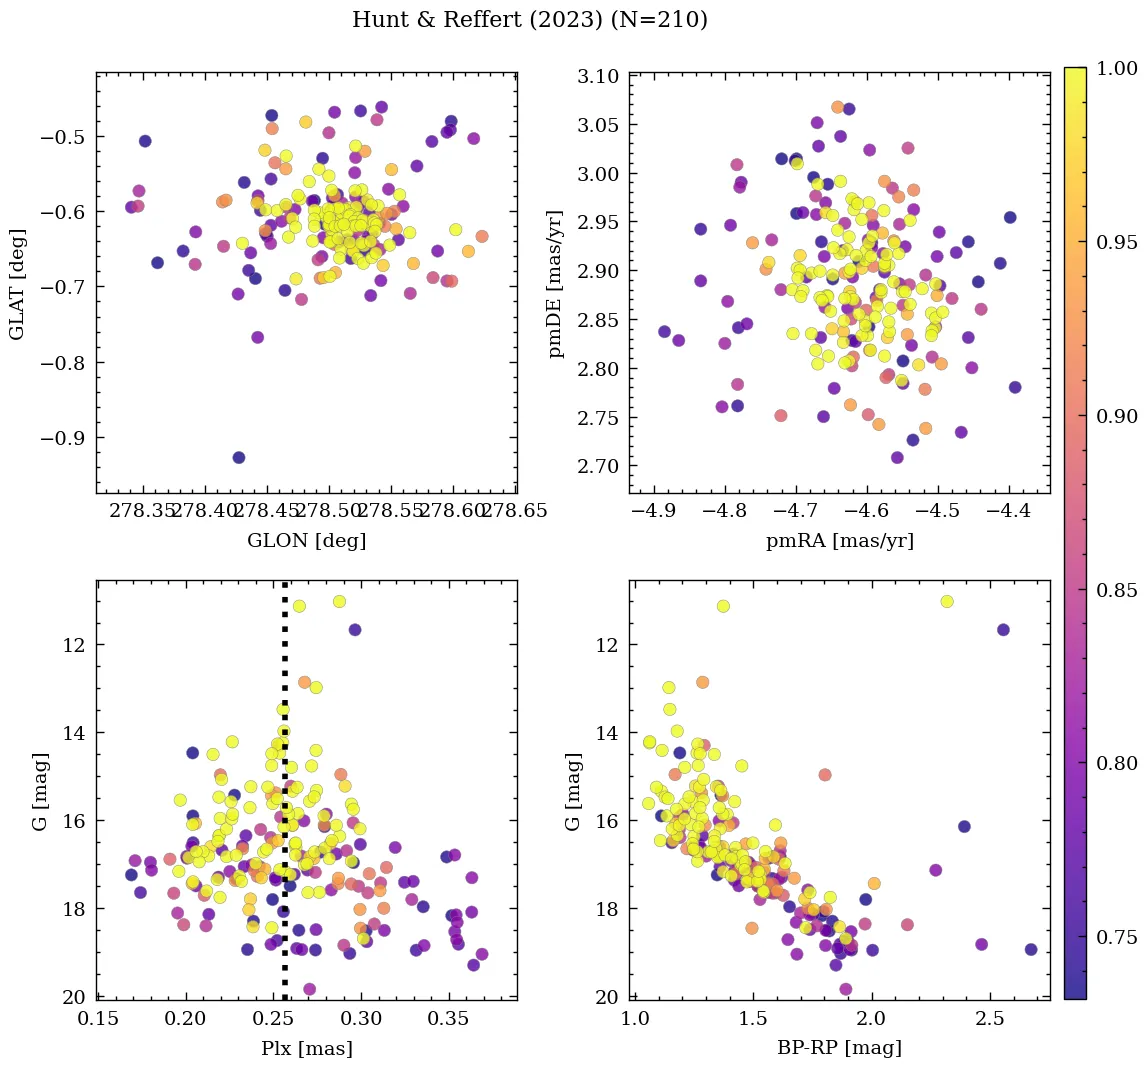 Hunt & Reffert (2023) (N=210)
−0.5
−0.6
−0.7
−0.8
−0.9
GLAT [deg]
278.35 278.40 278.45 278.50 278.55 278.60 278.65
GLON [deg]
3.10
3.05
3.00
2.95
2.90
2.85
2.80
2.75
2.70
pmDE [mas/yr]
−4.9 −4.8 −4.7 −4.6 −4.5 −4.4
pmRA [mas/yr]
12
14
16
18
20
G [mag]
0.15 0.20 0.25 0.30 0.35
Plx [mas]
12
14
16
18
20
G [mag]
1.0 1.5 2.0 2.5
BP-RP [mag]
1.00
0.95
0.90
0.85
0.80
0.75